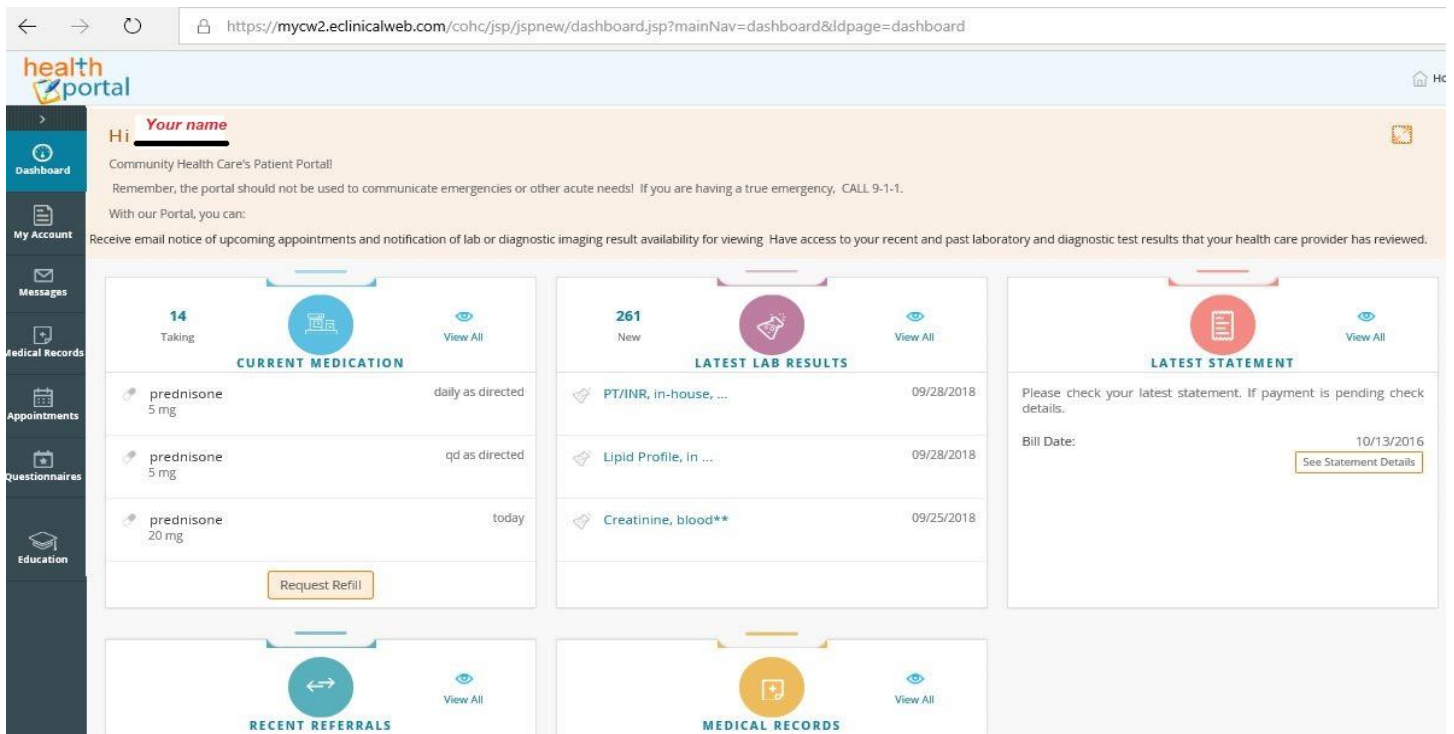 https://mycw2.eclinicalweb.com/cohc/jsp/jspnew/dashboard.jsp?mainNav=dashboard&ldpage=dashboard
health
portal
Dashboard
My Account
Messages
Medical Records
Appointments
Questionnaires
Education
Hi Your name
Community Health Care's Patient Portal!
Remember, the portal should not be used to communicate emergencies or other acute needs! If you are having a true emergency, CALL 9-1-1.
With our Portal, you can:
Receive email notice of upcoming appointments and notification of lab or diagnostic imaging result availability for viewing Have access to your recent and past laboratory and diagnostic test results that your health care provider has reviewed.
14
Taking
View All
CURRENT MEDICATION
prednisone daily as directed
5 mg
prednisone qd as directed
5 mg
prednisone today
20 mg
Request Refill
261
New
View All
LATEST LAB RESULTS
PT/INR, in-house, ... 09/28/2018
Lipid Profile, in ... 09/28/2018
Creatinine, blood** 09/25/2018
View All
LATEST STATEMENT
Please check your latest statement. If payment is pending check
details.
Bill Date: 10/13/2016
See Statement Details
View All
RECENT REFERRALS
View All
MEDICAL RECORDS